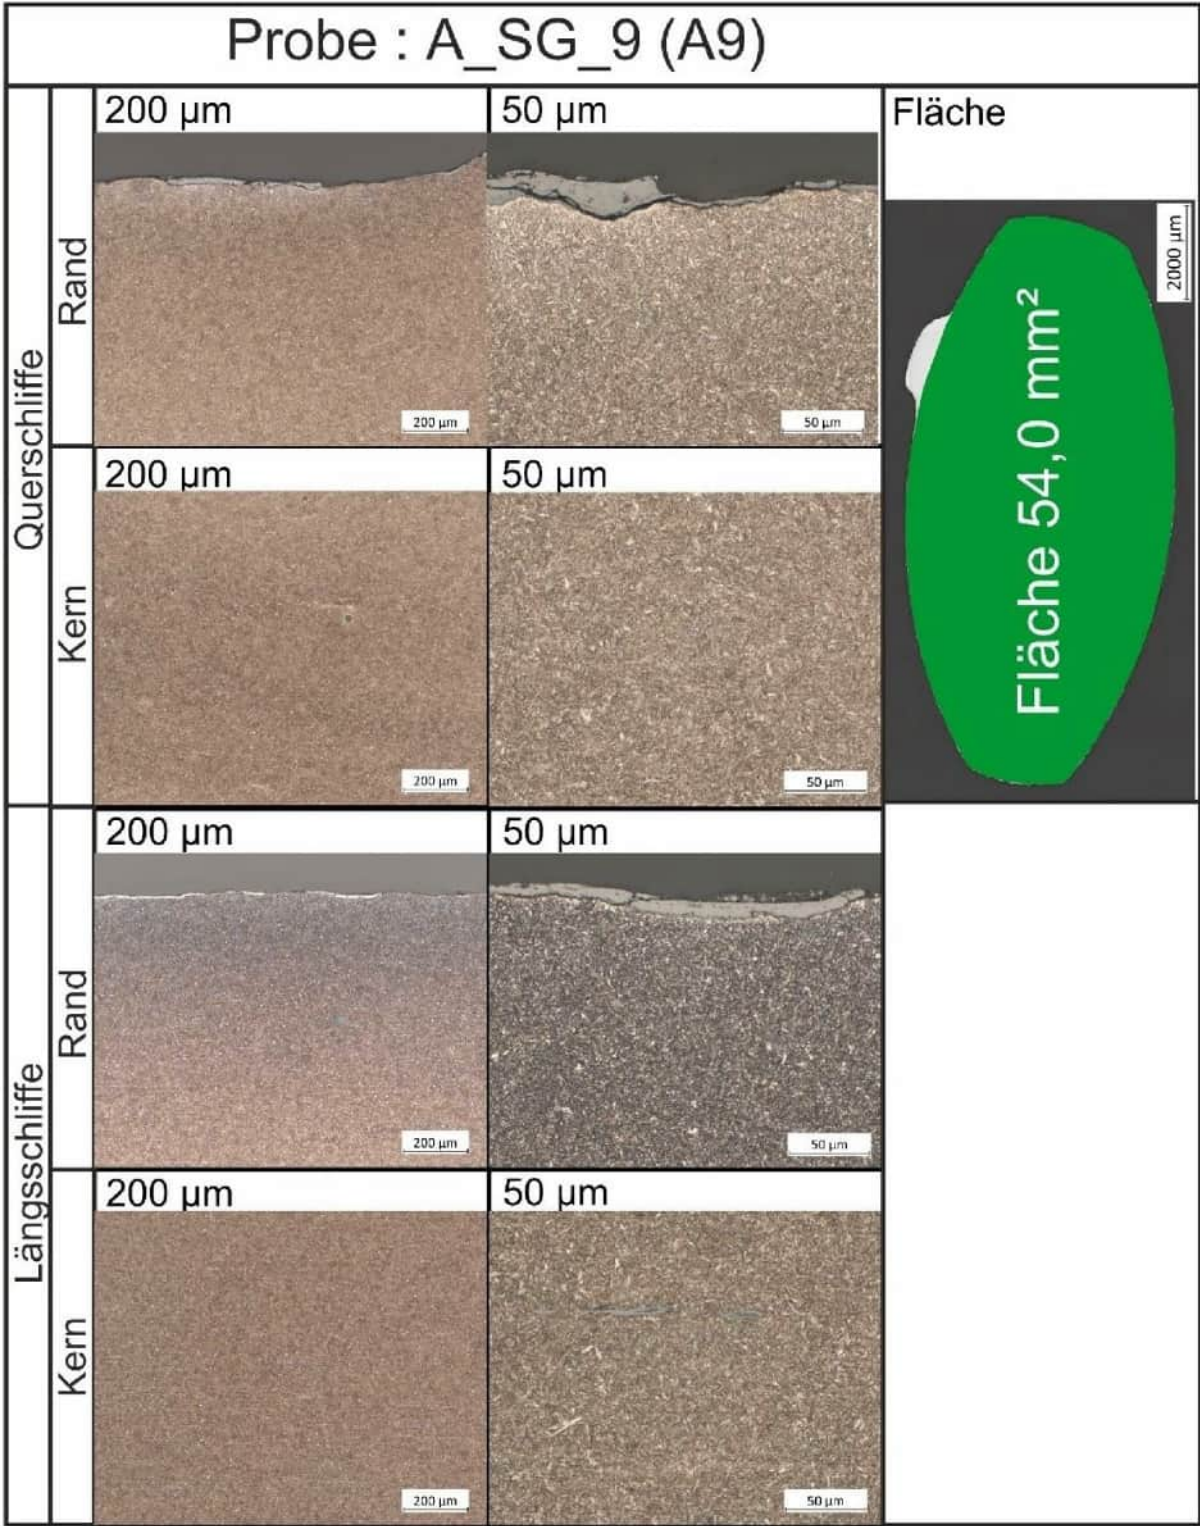 Probe : A_SG_9 (A9)
Querschliffe
Rand
200 µm
200 µm
50 µm
50 µm
Fläche
2000 µm
Fläche 54,0 mm²
Kern
200 µm
200 µm
50 µm
50 µm
Längsschliffe
Rand
200 µm
200 µm
50 µm
50 µm
Kern
200 µm
200 µm
50 µm
50 µm